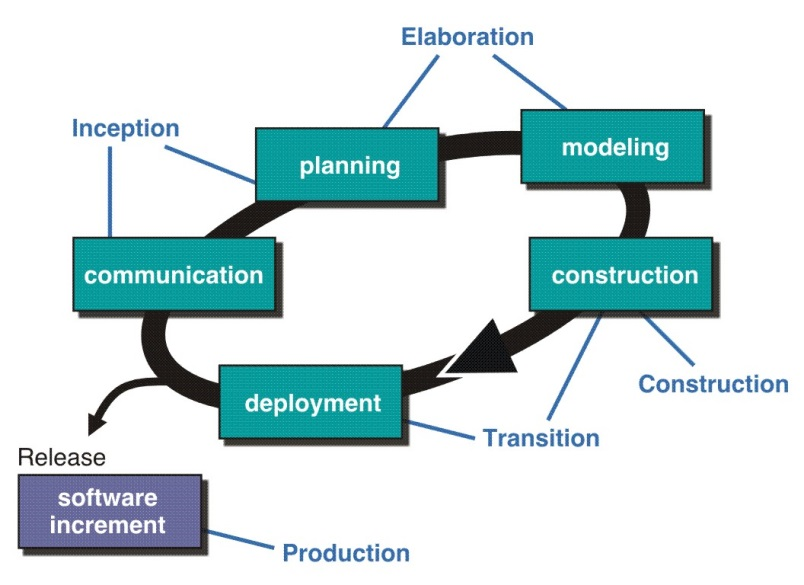 Elaboration
Inception
planning
modeling
communication
construction
deployment
Construction
Transition
Release
software
increment
Production